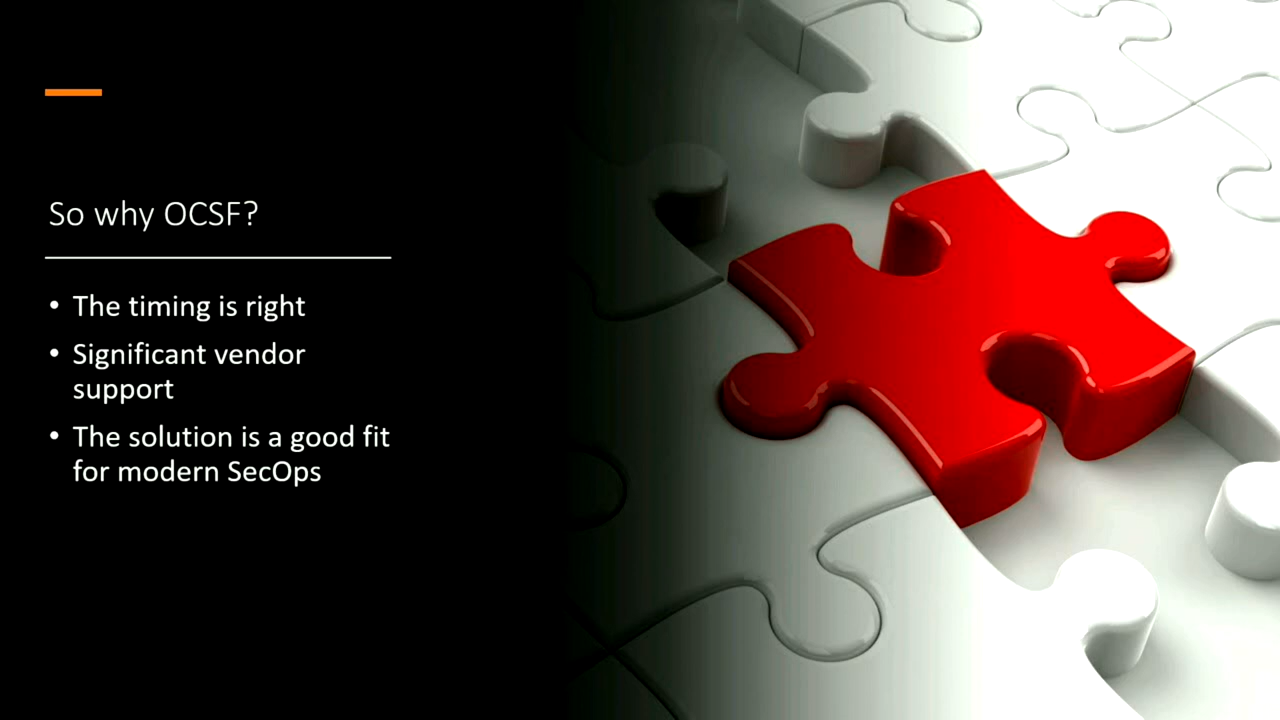 So why OCSF?
• The timing is right
• Significant vendor
support
• The solution is a good fit
for modern SecOps